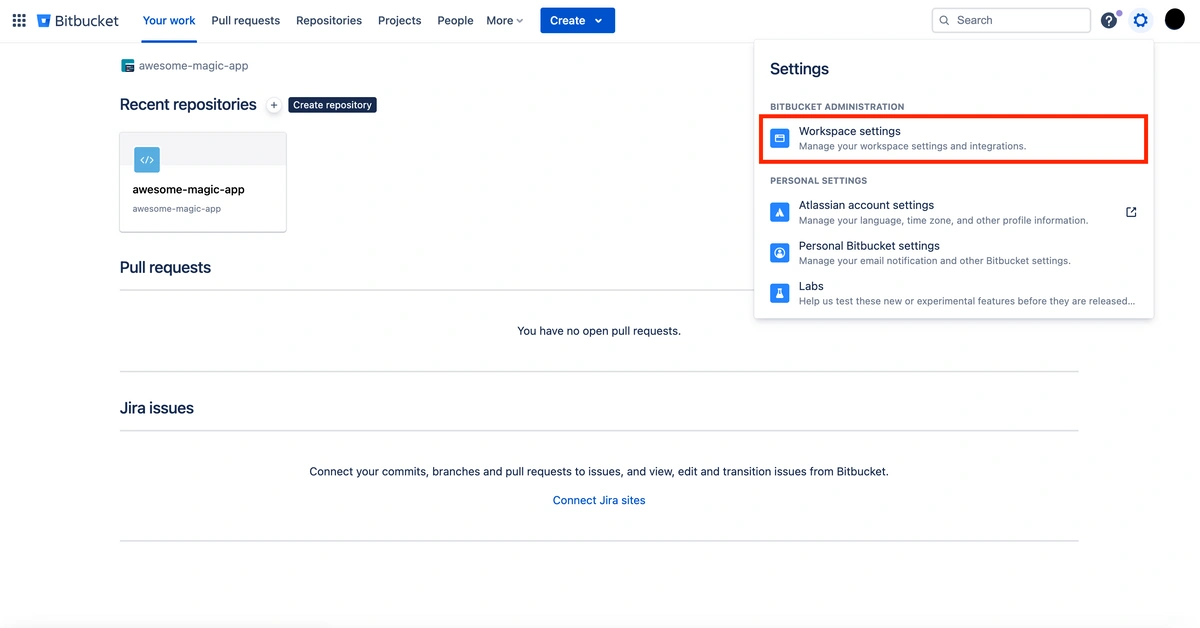 Bitbucket Your work Pull requests Repositories Projects People More Create Search ?
awesome-magic-app
Recent repositories + Create repository
</>
awesome-magic-app
awesome-magic-app
Pull requests
You have no open pull requests.
Jira issues
Connect your commits, branches and pull requests to issues, and view, edit and transition issues from Bitbucket.
Connect Jira sites
Settings
BITBUCKET ADMINISTRATION
Workspace settings
Manage your workspace settings and integrations.
PERSONAL SETTINGS
Atlassian account settings
Manage your language, time zone, and other profile information.
Personal Bitbucket settings
Manage your email notification and other Bitbucket settings.
Labs
Help us test these new or experimental features before they are released...